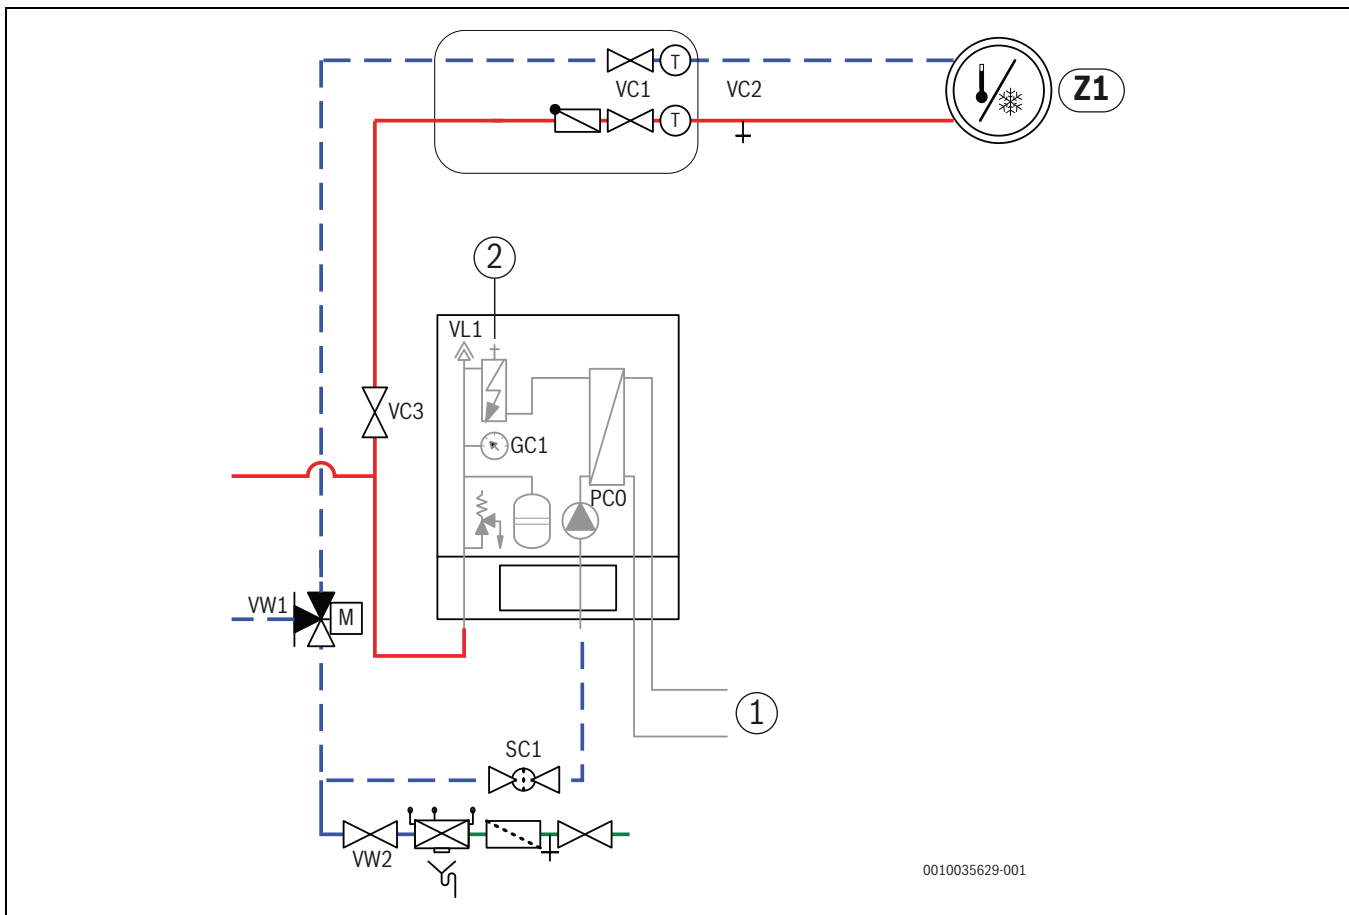 T
VC1
VC2
Z1
T
2
VL1
VC3
GC1
PC0
VW1
M
1
SC1
VW2
0010035629-001